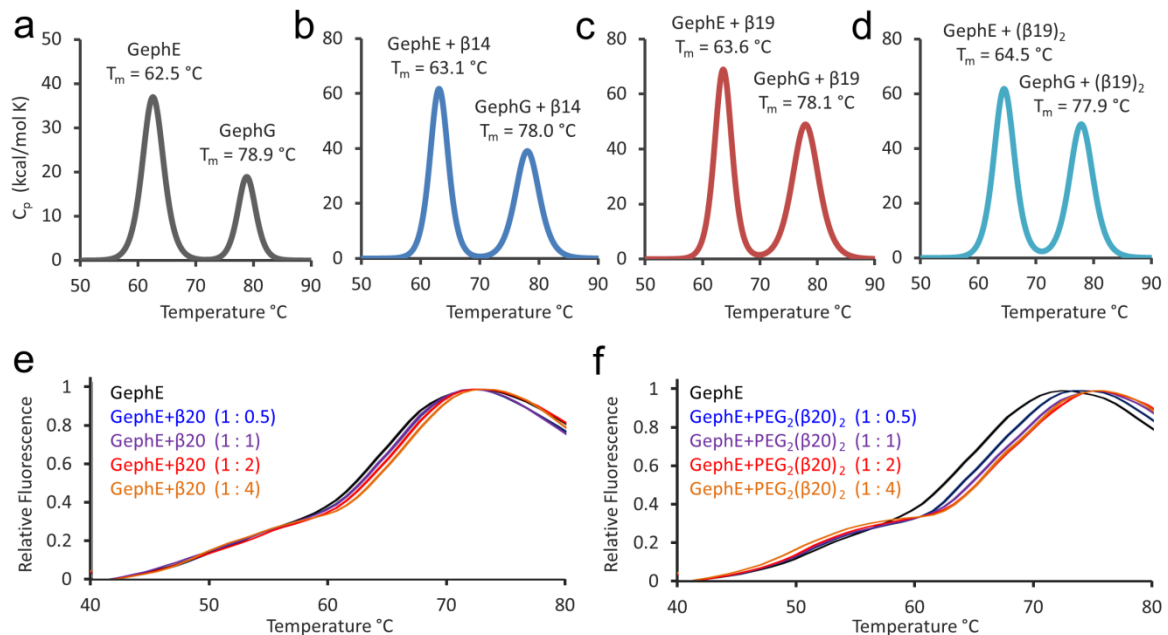 a
GephE
Tₘ = 62.5 °C
GephG
Tₘ = 78.9 °C
Cₚ (kcal/mol K)
50
40
30
20
10
0
50 60 70 80 90
Temperature °C
b
GephE + β14
Tₘ = 63.1 °C
GephG + β14
Tₘ = 78.0 °C
80
60
40
20
0
50 60 70 80 90
Temperature °C
c
GephE + β19
Tₘ = 63.6 °C
GephG + β19
Tₘ = 78.1 °C
80
60
40
20
0
50 60 70 80 90
Temperature °C
d
GephE + (β19)₂
Tₘ = 64.5 °C
GephG + (β19)₂
Tₘ = 77.9 °C
80
60
40
20
0
50 60 70 80 90
Temperature °C
e
GephE
GephE+β20 (1 : 0.5)
GephE+β20 (1 : 1)
GephE+β20 (1 : 2)
GephE+β20 (1 : 4)
Relative Fluorescence
1
0.8
0.6
0.4
0.2
0
40 50 60 70 80
Temperature °C
f
GephE
GephE+PEG₂(β20)₂ (1 : 0.5)
GephE+PEG₂(β20)₂ (1 : 1)
GephE+PEG₂(β20)₂ (1 : 2)
GephE+PEG₂(β20)₂ (1 : 4)
Relative Fluorescence
1
0.8
0.6
0.4
0.2
0
40 50 60 70 80
Temperature °C